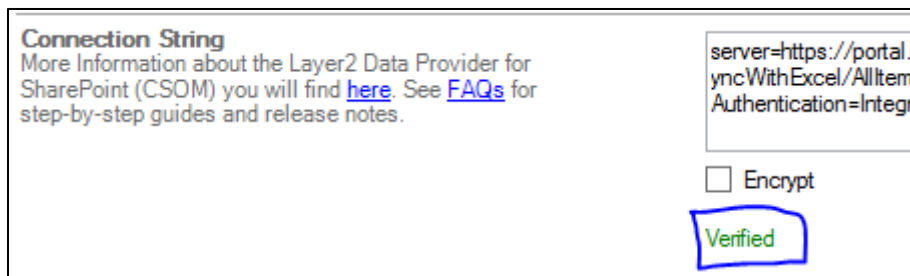 Connection String
More Information about the Layer2 Data Provider for
SharePoint (CSOM) you will find here. See FAQs for
step-by-step guides and release notes.
server=https://portal.
yncWithExcel/AllItem
Authentication=Integr
Encrypt
Verified